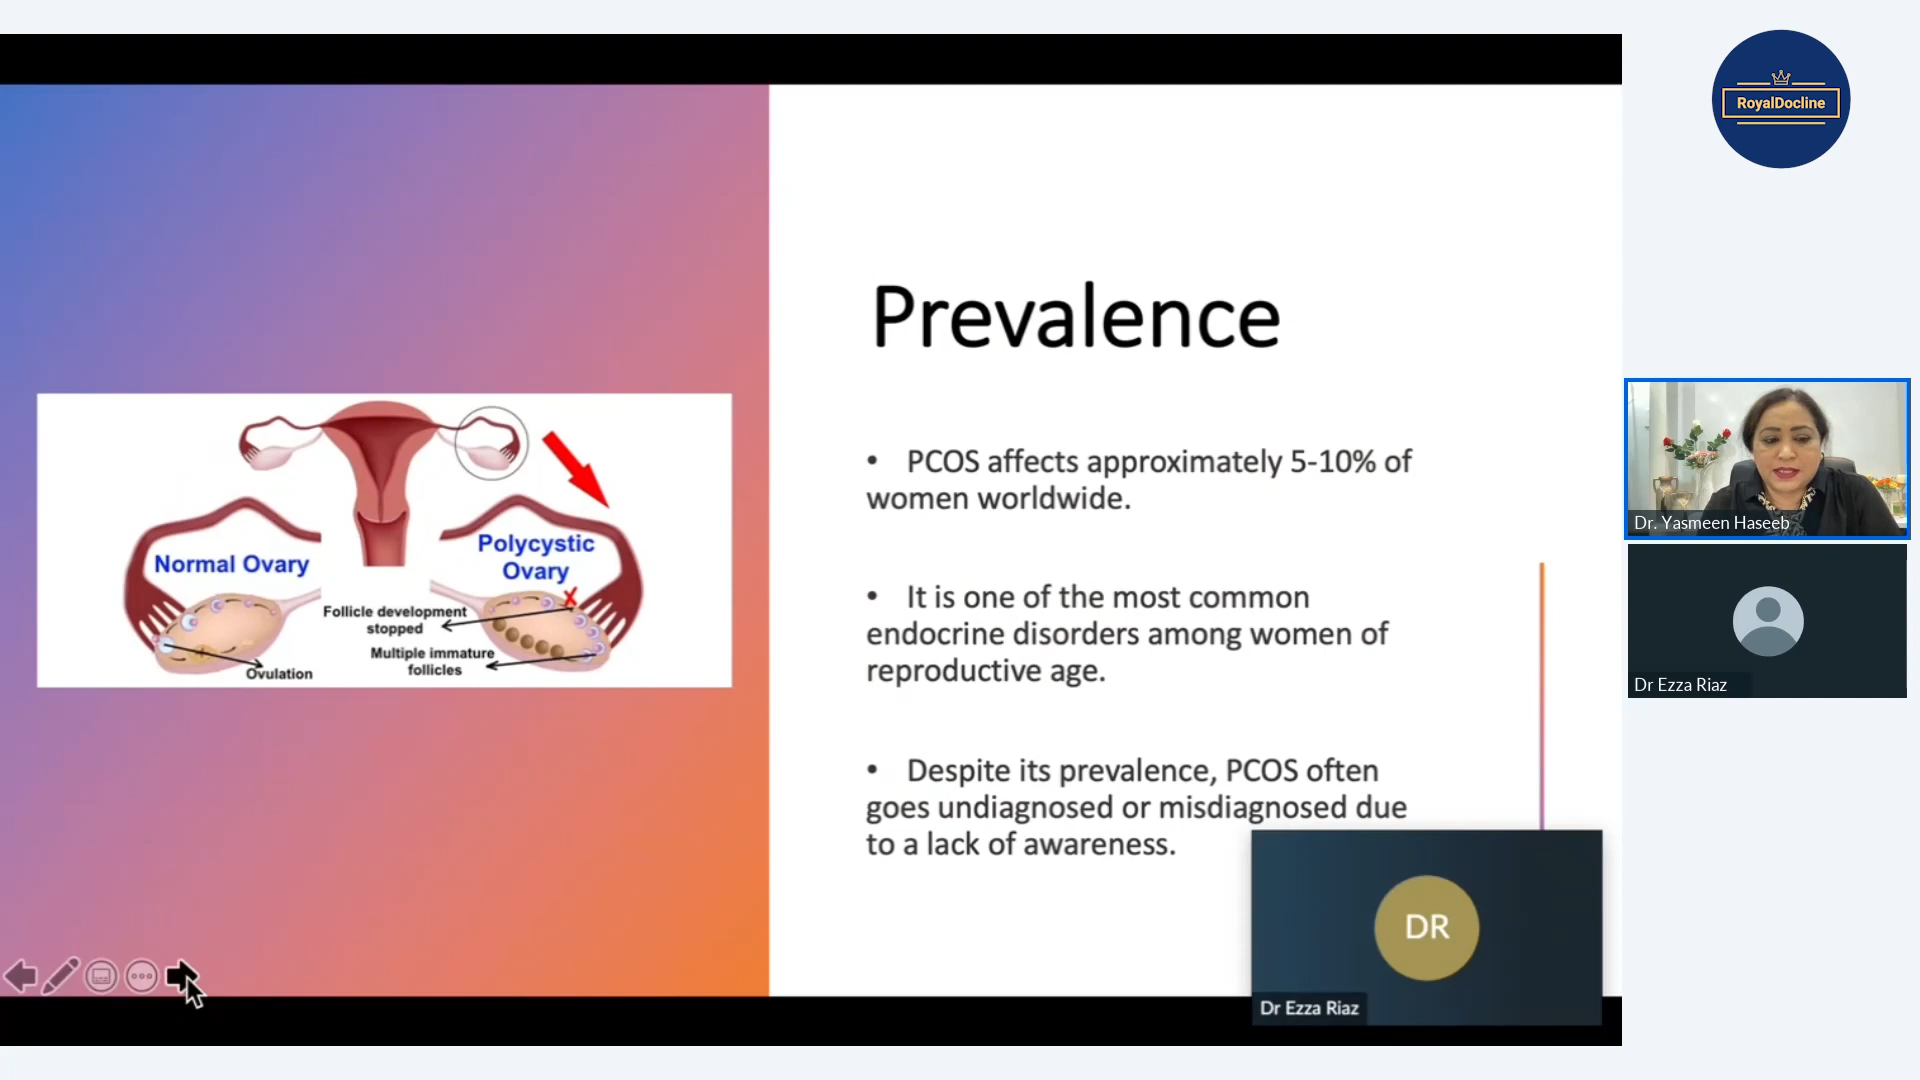 RoyalDocline
Prevalence
• PCOS affects approximately 5-10% of
women worldwide.
• It is one of the most common
endocrine disorders among women of
reproductive age.
• Despite its prevalence, PCOS often
goes undiagnosed or misdiagnosed due
to a lack of awareness.
Normal Ovary
Polycystic
Ovary
X
Follicle development
stopped
Multiple immature
follicles
Ovulation
Dr. Yasmeen Haseeb
Dr Ezza Riaz
DR
Dr Ezza Riaz